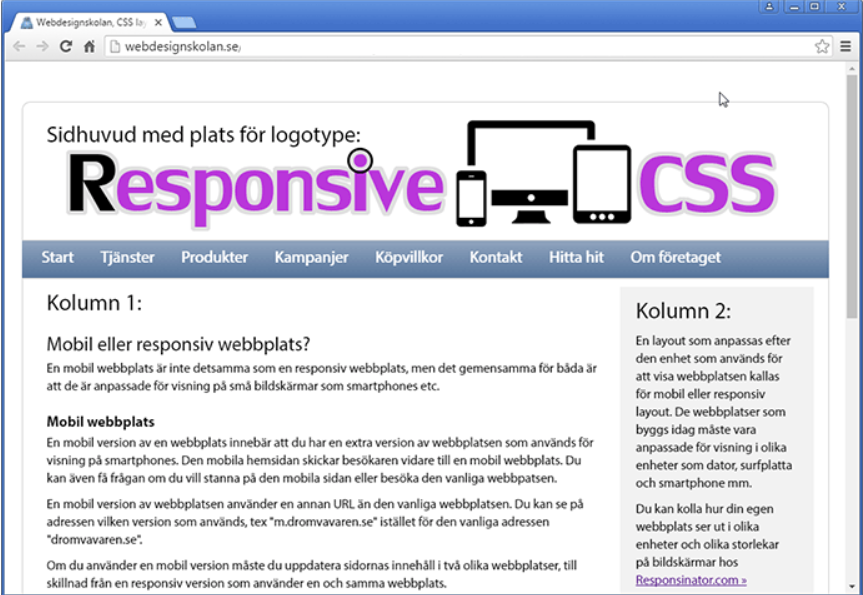 Webdesignskolan, CSS lay
webdesignskolan.se/
Sidhuvud med plats för logotype:
Responsive CSS
Start Tjänster Produkter Kampanjer Köpvillkor Kontakt Hitta hit Om företaget
Kolumn 1:
Mobil eller responsiv webbplats?
En mobil webbplats är inte detsamma som en responsiv webbplats, men det gemensamma för båda är
att de är anpassade för visning på små bildskärmar som smartphones etc.
Mobil webbplats
En mobil version av en webbplats innebär att du har en extra version av webbplatsen som används för
visning på smartphones. Den mobila hemsidan skickar besökaren vidare till en mobil webbplats. Du
kan även få frågan om du vill stanna på den mobila sidan eller besöka den vanliga webbpatsen.
En mobil version av webbplatsen använder en annan URL än den vanliga webbplatsen. Du kan se på
adressen vilken version som används, tex "m.dromvavaren.se" istället för den vanliga adressen
"dromvavaren.se".
Om du använder en mobil version måste du uppdatera sidornas innehåll i två olika webbplatser, till
skillnad från en responsiv version som använder en och samma webbplats.
Kolumn 2:
En layout som anpassas efter
den enhet som används för
att visa webbplatsen kallas
för mobil eller responsiv
layout. De webbplatser som
byggs idag måste vara
anpassade för visning i olika
enheter som dator, surfplatta
och smartphone mm.
Du kan kolla hur din egen
webbplats ser ut i olika
enheter och olika storlekar
på bildskärmar hos
Responsinator.com »